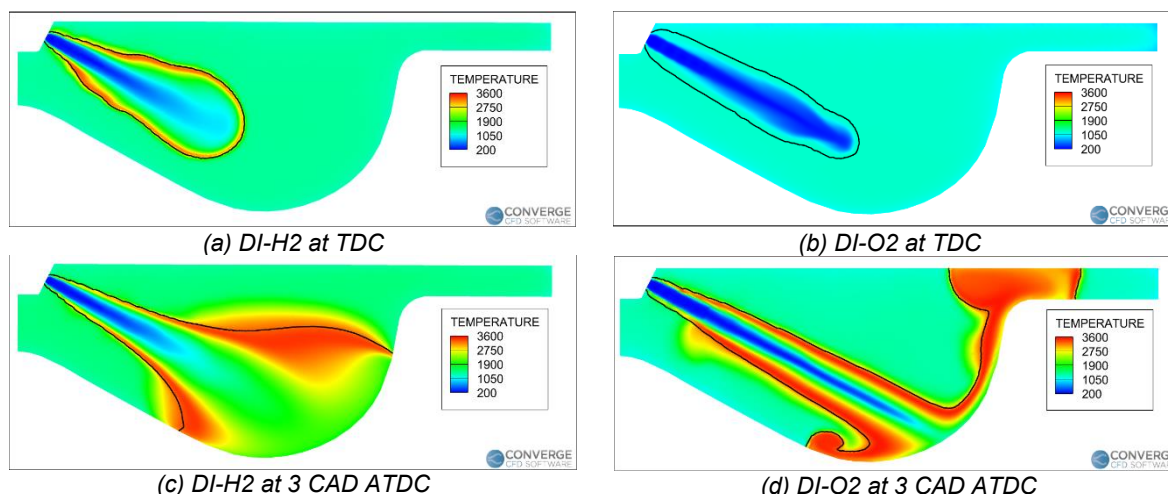 TEMPERATURE
3600
2750
1900
1050
200
CONVERGE
CFD SOFTWARE
(a) DI-H2 at TDC
TEMPERATURE
3600
2750
1900
1050
200
CONVERGE
CFD SOFTWARE
(b) DI-O2 at TDC
TEMPERATURE
3600
2750
1900
1050
200
CONVERGE
CFD SOFTWARE
(c) DI-H2 at 3 CAD ATDC
TEMPERATURE
3600
2750
1900
1050
200
CONVERGE
CFD SOFTWARE
(d) DI-O2 at 3 CAD ATDC